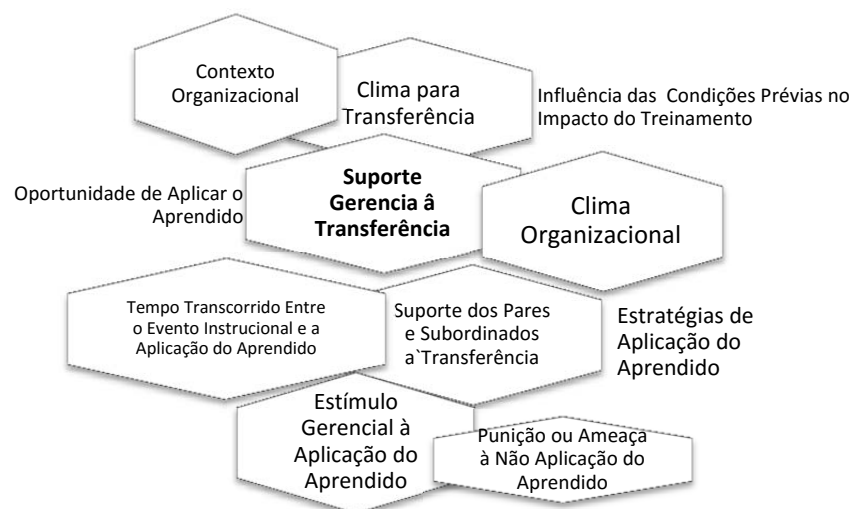 Contexto
Organizacional
Clima para
Transferência
Influência das Condições Prévias no
Impacto do Treinamento
Oportunidade de Aplicar o
Aprendido
Suporte
Gerencia â
Transferência
Clima
Organizacional
Tempo Transcorrido Entre
o Evento Instrucional e a
Aplicação do Aprendido
Suporte dos Pares
e Subordinados
a`Transferência
Estratégias de
Aplicação do
Aprendido
Estímulo
Gerencial à
Aplicação do
Aprendido
Punição ou Ameaça
à Não Aplicação do
Aprendido